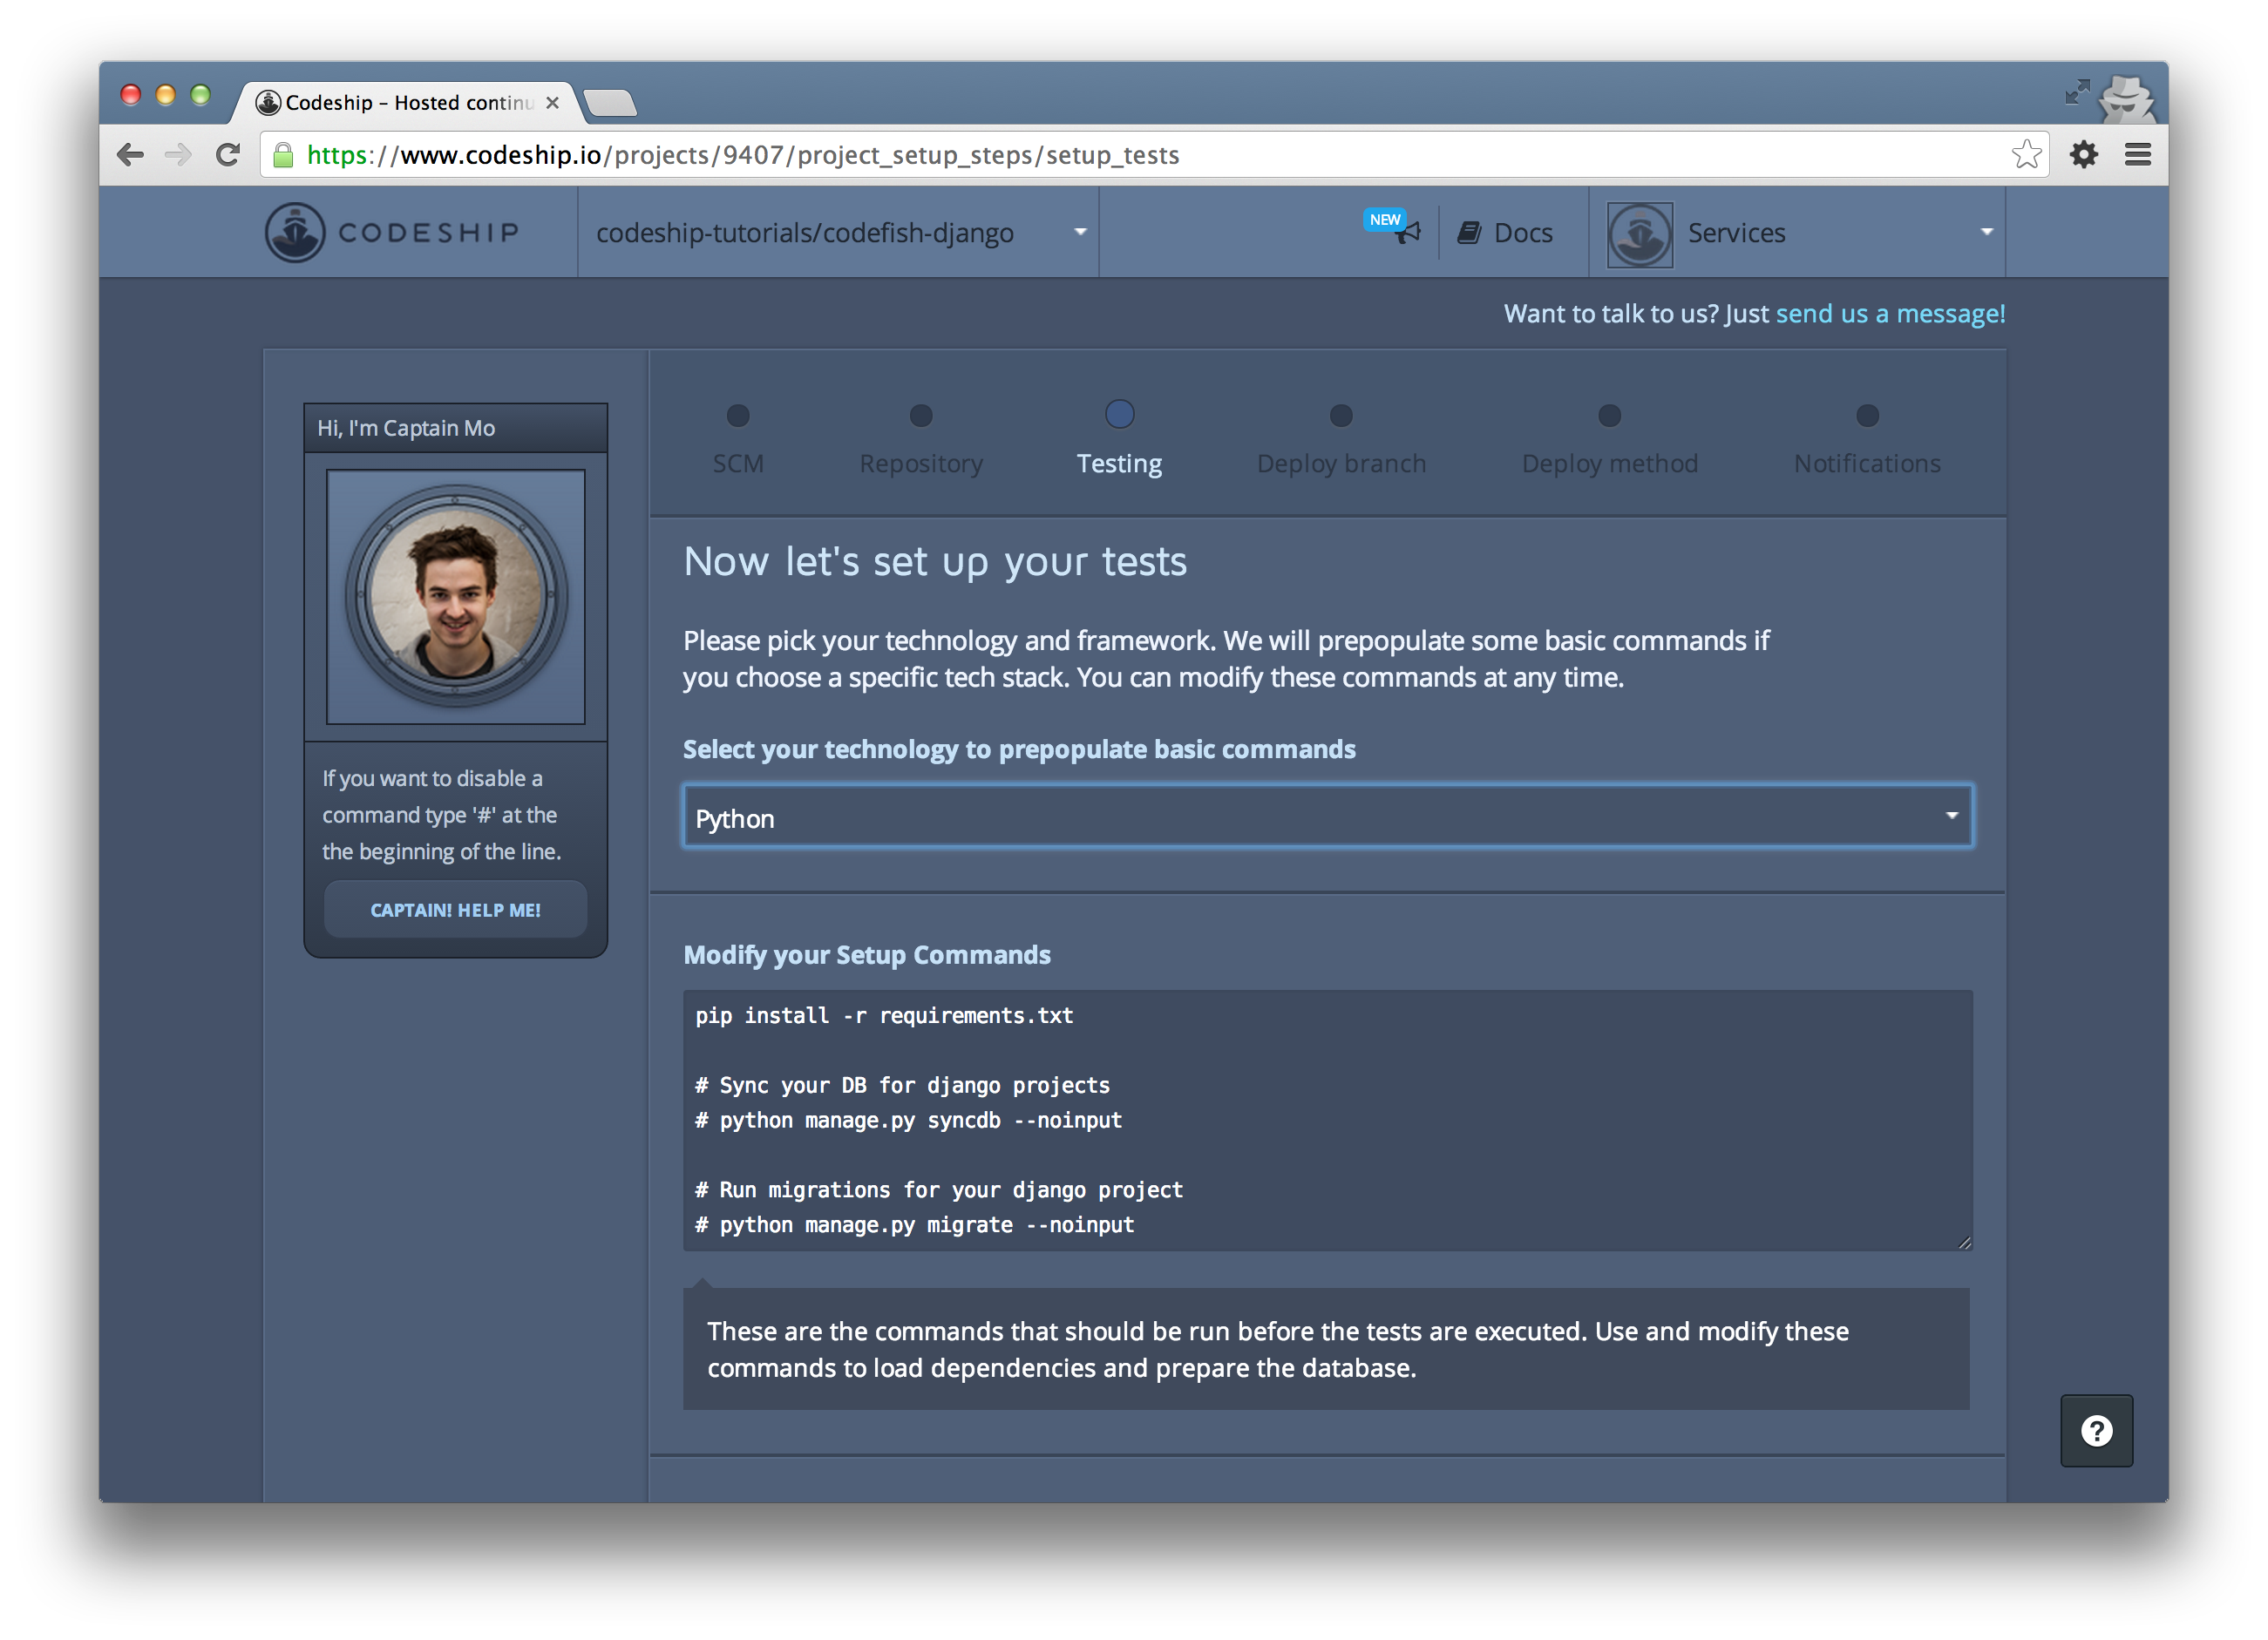 Codeship – Hosted continu
https://www.codeship.io/projects/9407/project_setup_steps/setup_tests
CODESHIP
codeship-tutorials/codefish-django
NEW
Docs
Services
Want to talk to us? Just send us a message!
Hi, I'm Captain Mo
If you want to disable a
command type '#' at the
the beginning of the line.
CAPTAIN! HELP ME!
SCM
Repository
Testing
Deploy branch
Deploy method
Notifications
Now let's set up your tests
Please pick your technology and framework. We will prepopulate some basic commands if
you choose a specific tech stack. You can modify these commands at any time.
Select your technology to prepopulate basic commands
Python
Modify your Setup Commands
pip install -r requirements.txt
# Sync your DB for django projects
# python manage.py syncdb --noinput
# Run migrations for your django project
# python manage.py migrate --noinput
These are the commands that should be run before the tests are executed. Use and modify these
commands to load dependencies and prepare the database.
?